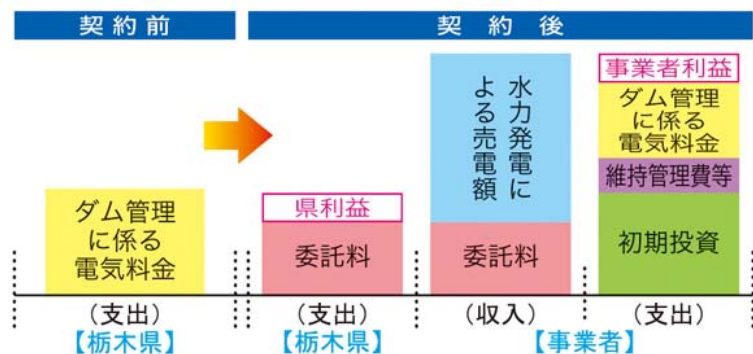 契約前
契約後
ダム管理
に係る
電気料金
県利益
委託料
水力発電に
よる売電額
委託料
事業者利益
ダム管理
に係る
電気料金
維持管理費等
初期投資
(支出)
(支出)
(収入)
(支出)
【栃木県】
【栃木県】
【事業者】